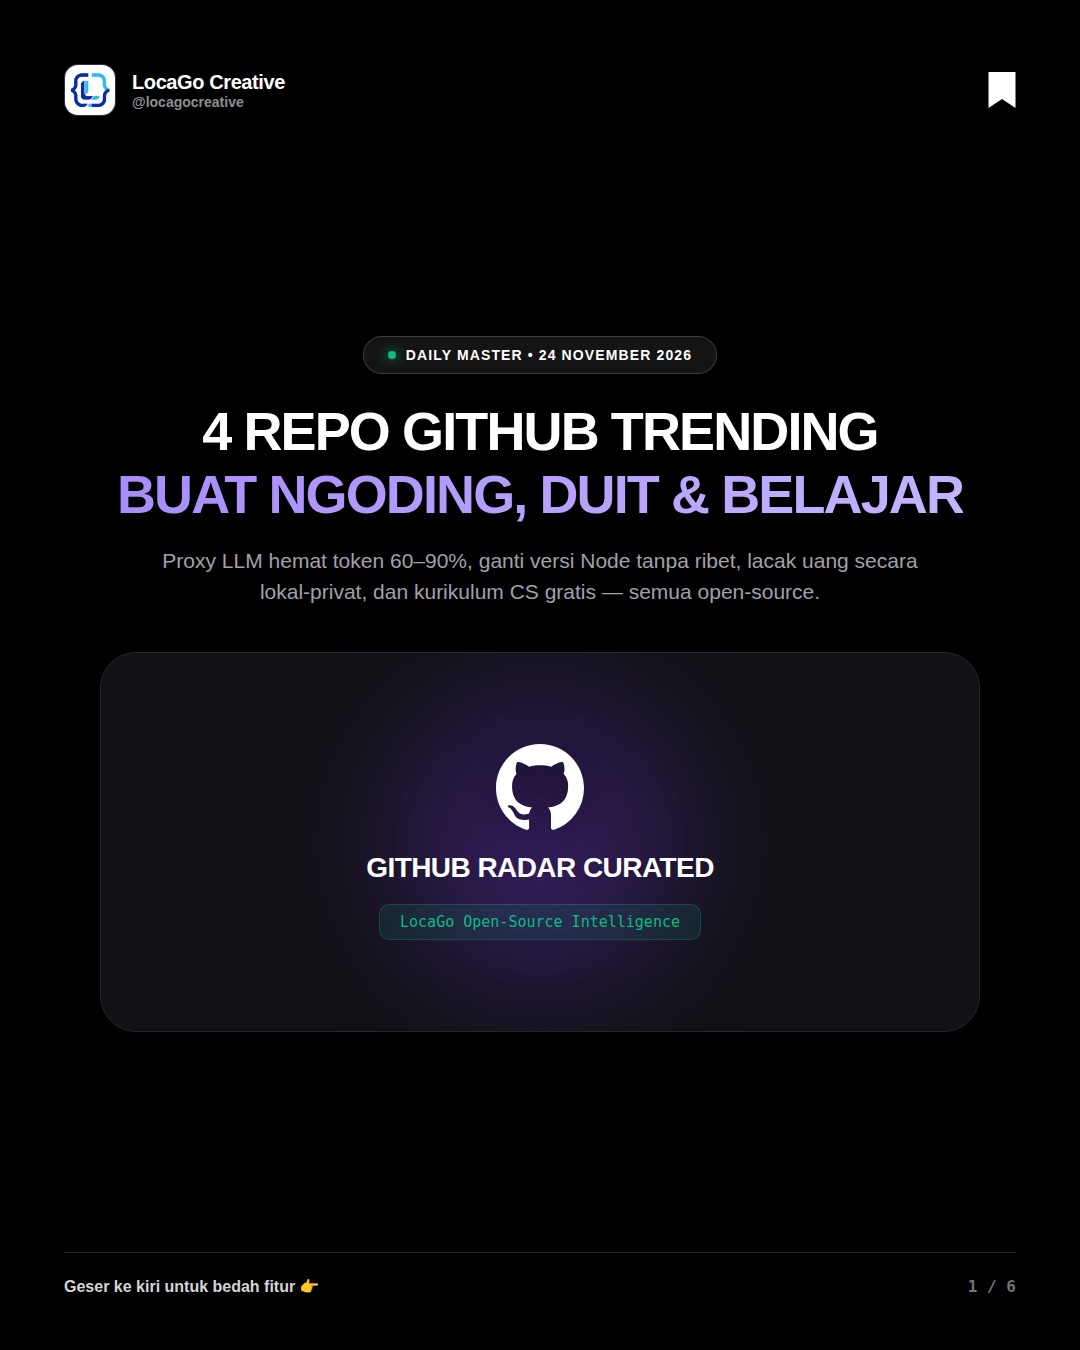 LocaGo Creative
@locagocreative
DAILY MASTER • 24 NOVEMBER 2026
4 REPO GITHUB TRENDING
BUAT NGODING, DUIT & BELAJAR
Proxy LLM hemat token 60–90%, ganti versi Node tanpa ribet, lacak uang secara
lokal-privat, dan kurikulum CS gratis — semua open-source.
GITHUB RADAR CURATED
LocaGo Open-Source Intelligence
Geser ke kiri untuk bedah fitur 👉
1 / 6